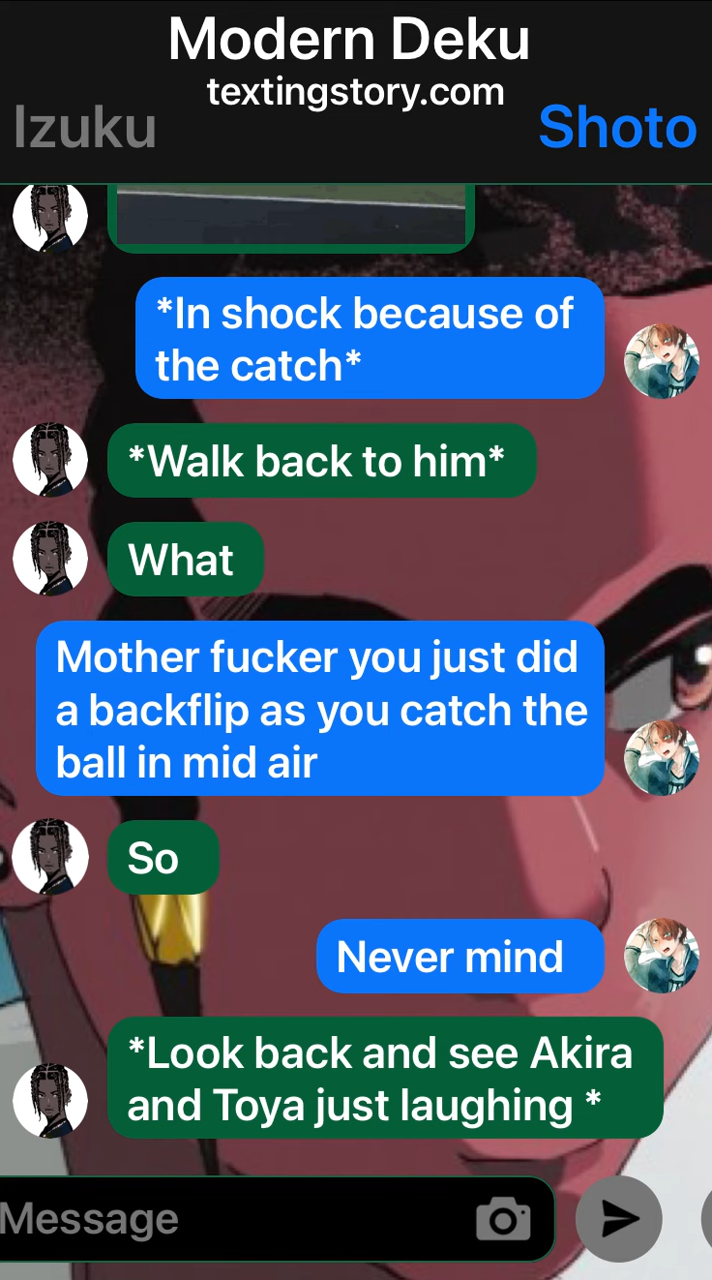 Modern Deku
textingstory.com
Izuku
Shoto
*In shock because of
the catch*
*Walk back to him*
What
Mother fucker you just did
a backflip as you catch the
ball in mid air
So
Never mind
*Look back and see Akira
and Toya just laughing *
Message